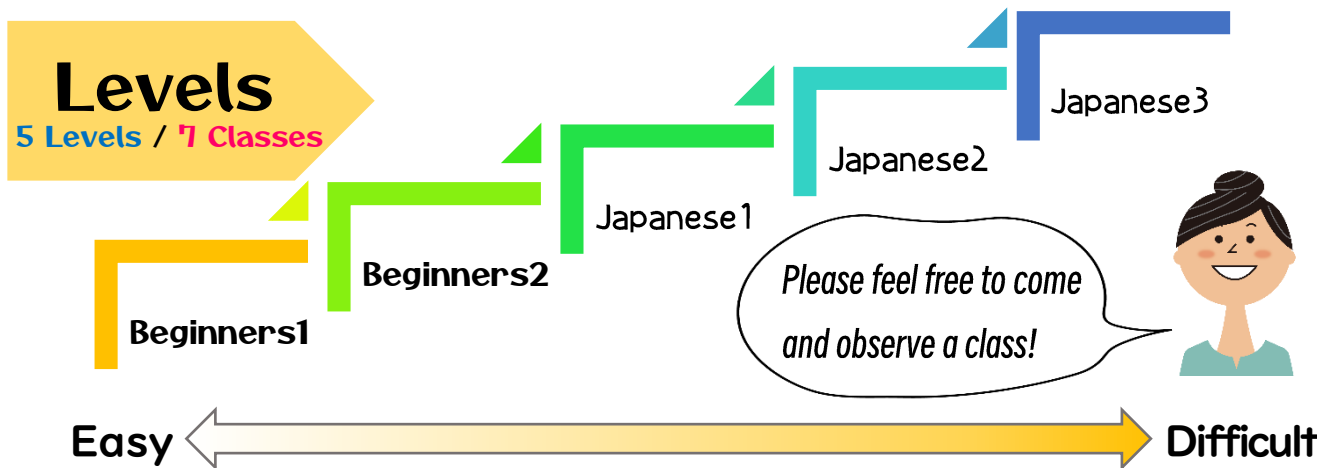 Levels
5 Levels / 7 Classes
Japanese3
Japanese2
Japanese1
Beginners2
Beginners1
Please feel free to come
and observe a class!
Easy
Difficult